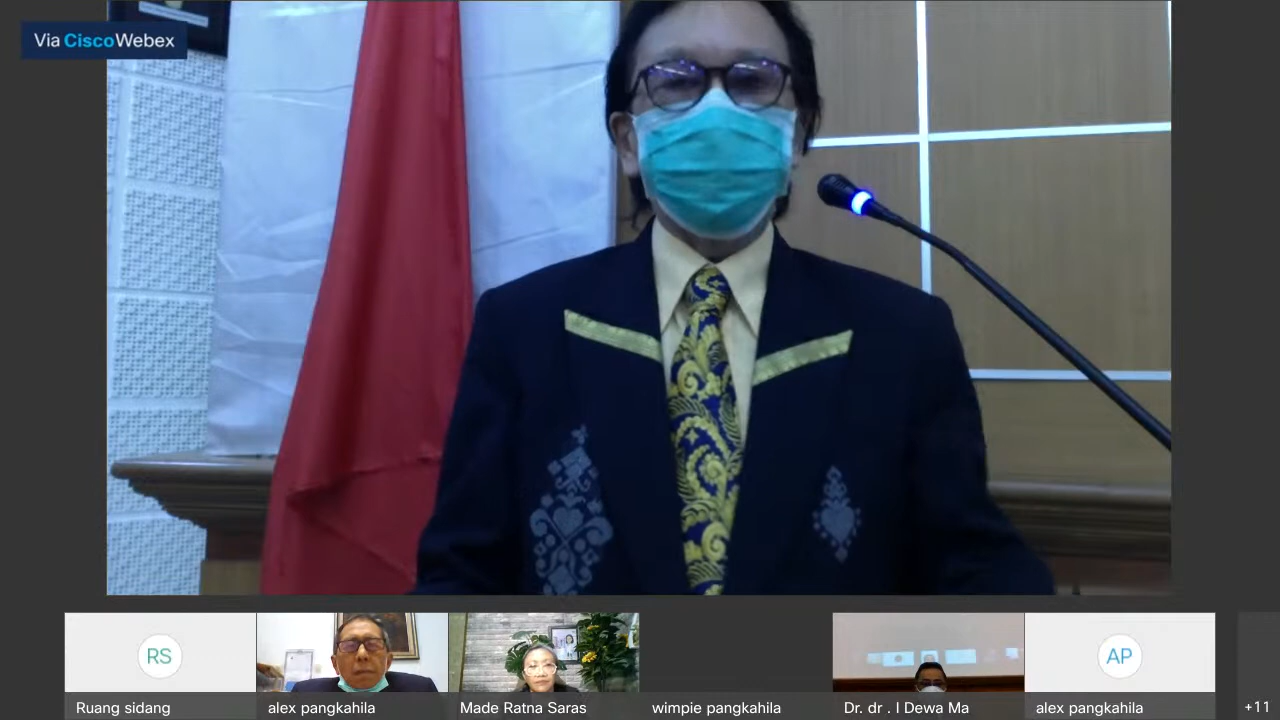 Via CiscoWebex
RS
AP
Ruang sidang
alex pangkahila
Made Ratna Saras
wimpie pangkahila
Dr. dr . I Dewa Ma
alex pangkahila
+11